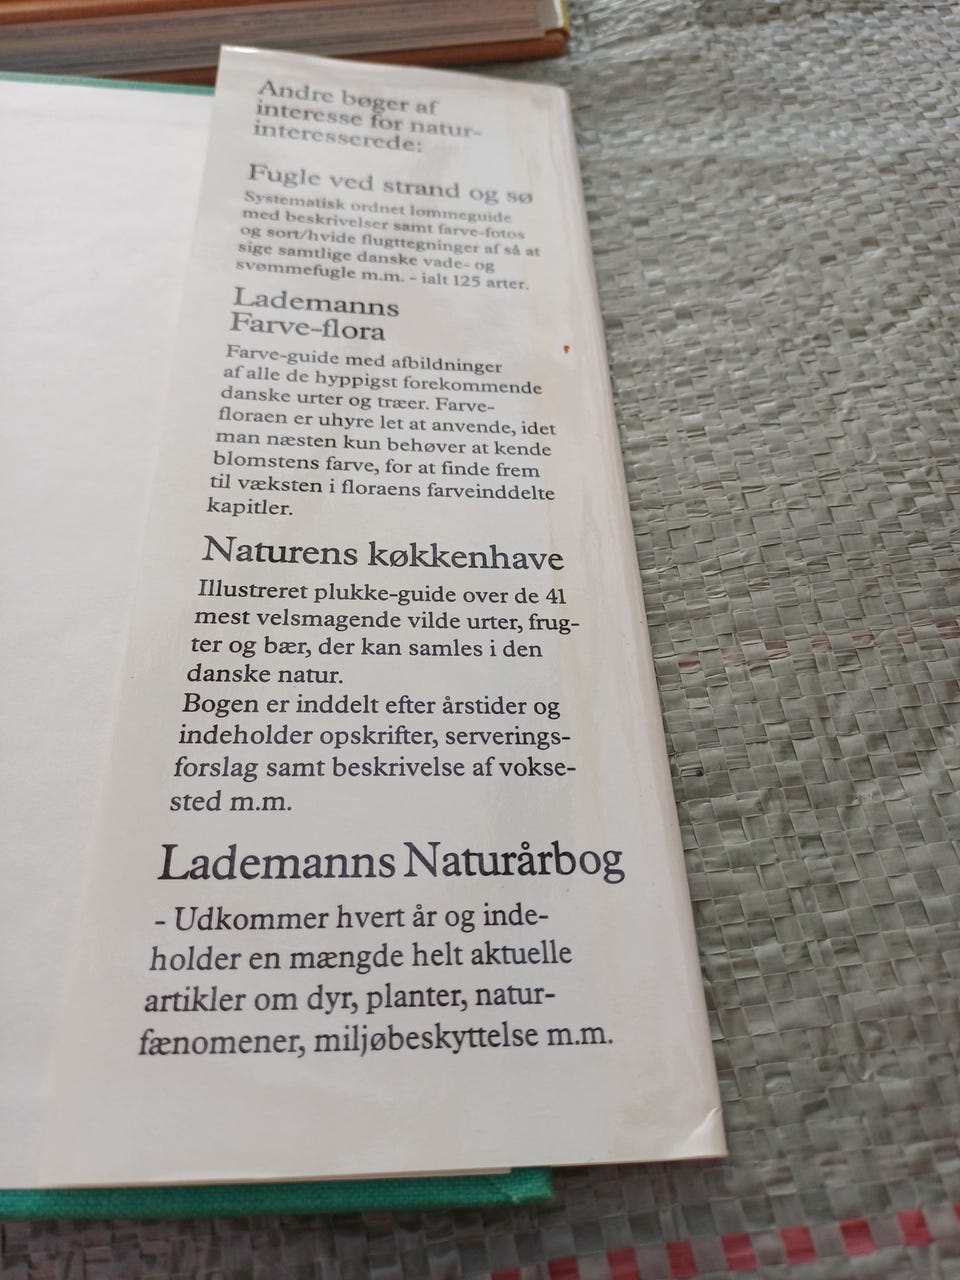 Andre bøger af
interesse for natur-
interesserede:
Fugle ved strand og sø
Systematisk ordnet lommeguide
med beskrivelser samt farve-fotos
og sort/hvide flugttegninger af så at
sige samtlige danske vade- og
svømmefugle m.m. - ialt 125 arter.
Lademanns
Farve-flora
Farve-guide med afbildninger
af alle de hyppigst forekommende
danske urter og træer. Farve-
floraen er uhyre let at anvende, idet
man næsten kun behøver at kende
blomstens farve, for at finde frem
til væksten i floraens farveinddelte
kapitler.
Naturens køkkenhave
Illustreret plukke-guide over de 41
mest velsmagende vilde urter, frug-
ter og bær, der kan samles i den
danske natur.
Bogen er inddelt efter årstider og
indeholder opskrifter, serverings-
forslag samt beskrivelse af vokse-
sted m.m.
Lademanns Naturårbog
- Udkommer hvert år og inde-
holder en mængde helt aktuelle
artikler om dyr, planter, natur-
fænomener, miljøbeskyttelse m.m.